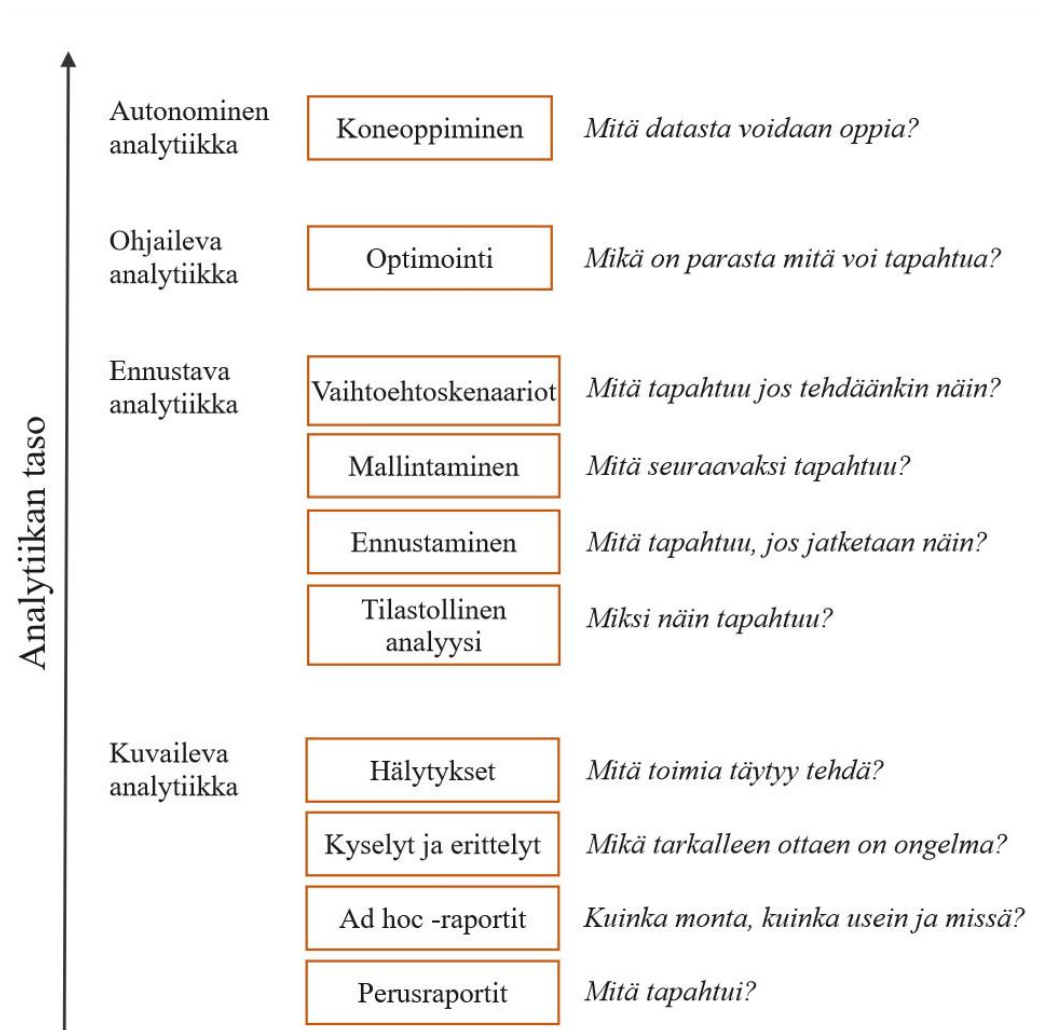 Autonominen
analytiikka
Koneoppiminen
Mitä datasta voidaan oppia?
Ohjaileva
analytiikka
Optimointi
Mikä on parasta mitä voi tapahtua?
Ennustava
analytiikka
Vaihtoehtoskenaariot
Mitä tapahtuu jos tehdäänkin näin?
Mallintaminen
Mitä seuraavaksi tapahtuu?
Ennustaminen
Mitä tapahtuu, jos jatketaan näin?
Tilastollinen
analyysi
Miksi näin tapahtuu?
Kuvaileva
analytiikka
Hälytykset
Mitä toimia täytyy tehdä?
Kyselyt ja erittelyt
Mikä tarkalleen ottaen on ongelma?
Ad hoc -raportit
Kuinka monta, kuinka usein ja missä?
Perusraportit
Mitä tapahtui?
Analytiikan taso